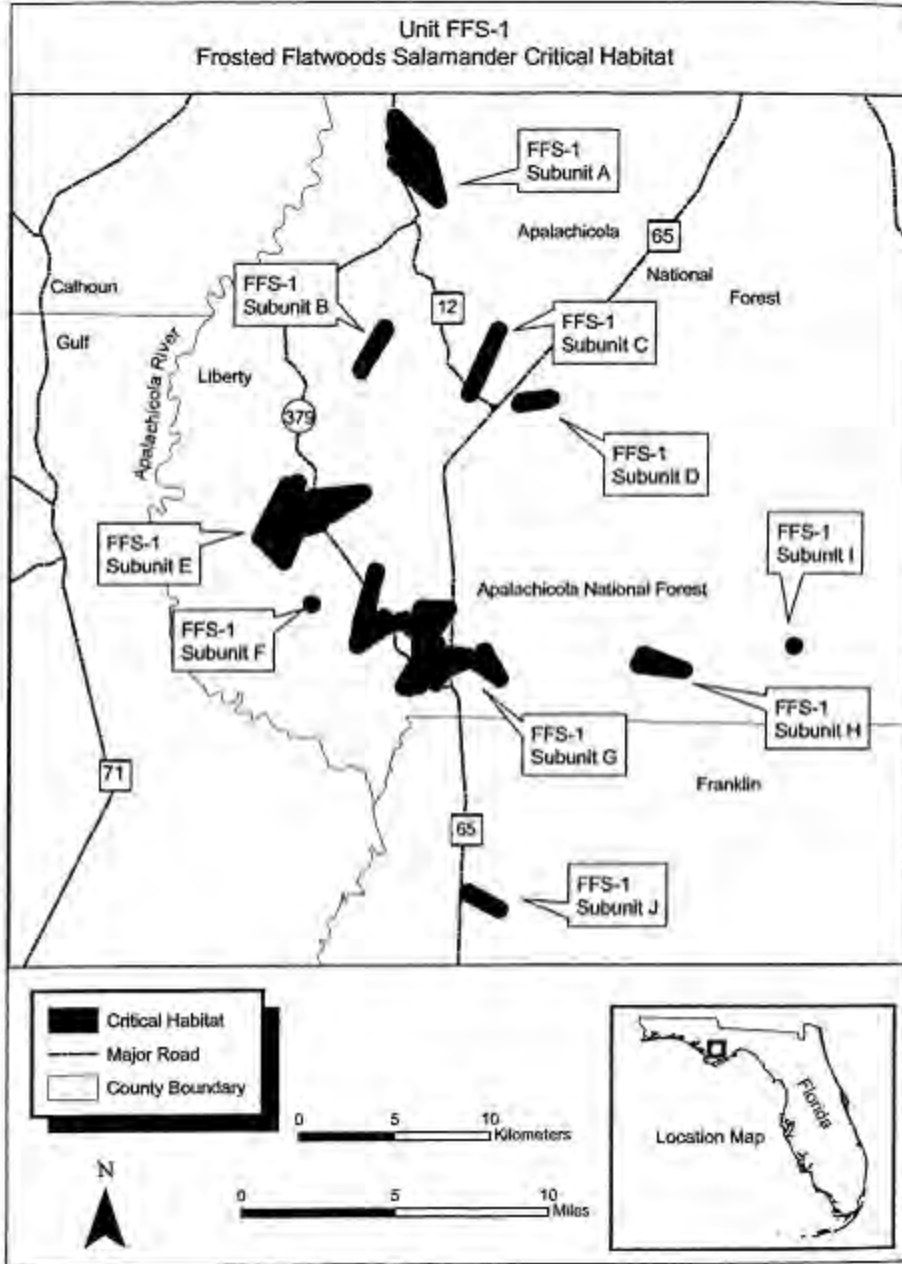 Unit FFS-1
Frosted Flatwoods Salamander Critical Habitat
FFS-1
Subunit A
Apalachicola
65
National
Forest
Calhoun
FFS-1
Subunit B
12
FFS-1
Subunit C
Gulf
Apalachicola River
Liberty
379
FFS-1
Subunit D
FFS-1
Subunit E
FFS-1
Subunit I
Apalachicola National Forest
FFS-1
Subunit F
FFS-1
Subunit G
FFS-1
Subunit H
71
Franklin
65
FFS-1
Subunit J
Critical Habitat
Major Road
County Boundary
0 5 10
Kilometers
N
0 5 10
Miles
Location Map
Florida